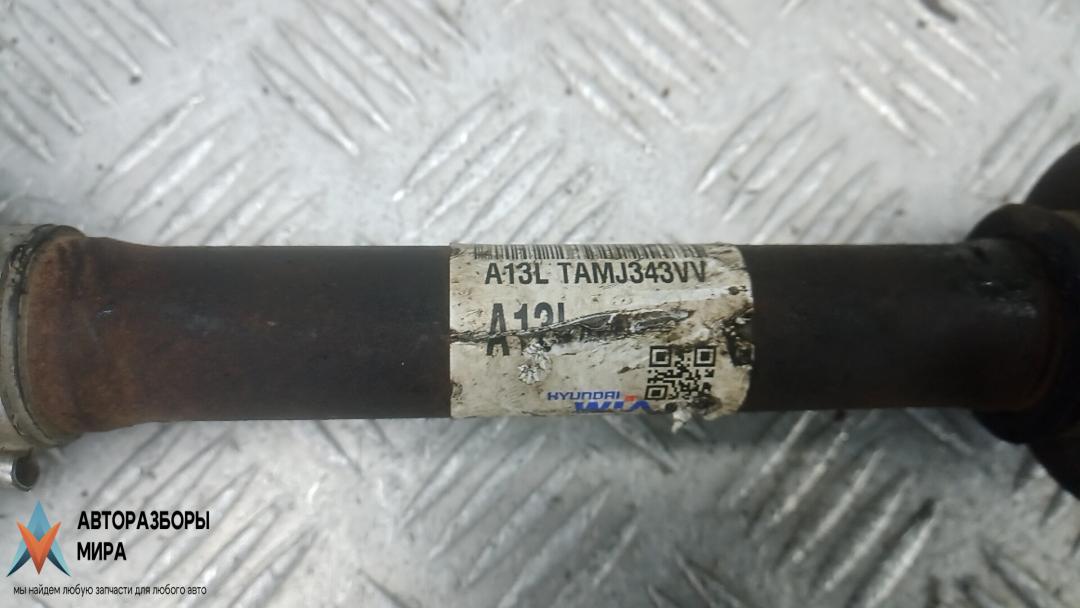 A13L TAMJ343VV
A13L
HYUNDAI
WIA
АВТОРАЗБОРЫ
МИРА
мы найдем любую запчасти для любого авто